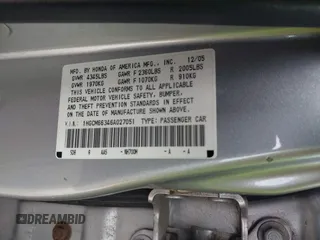 MFD. BY HONDA OF AMERICA MFG., INC. 12/05
GVWR 4345LBS GAWR F 2360LBS R 2005LBS
GVWR 1970KG GAWR F 1070KG R 910KG
THIS VEHICLE CONFORMS TO ALL APPLICABLE
FEDERAL MOTOR VEHICLE SAFETY, BUMPER,
AND THEFT PREVENTION STANDARDS IN EFFECT
ON THE DATE OF MANUFACTURE SHOWN ABOVE.
V.I.N. TYPE: PASSENGER CAR
DREAMBID